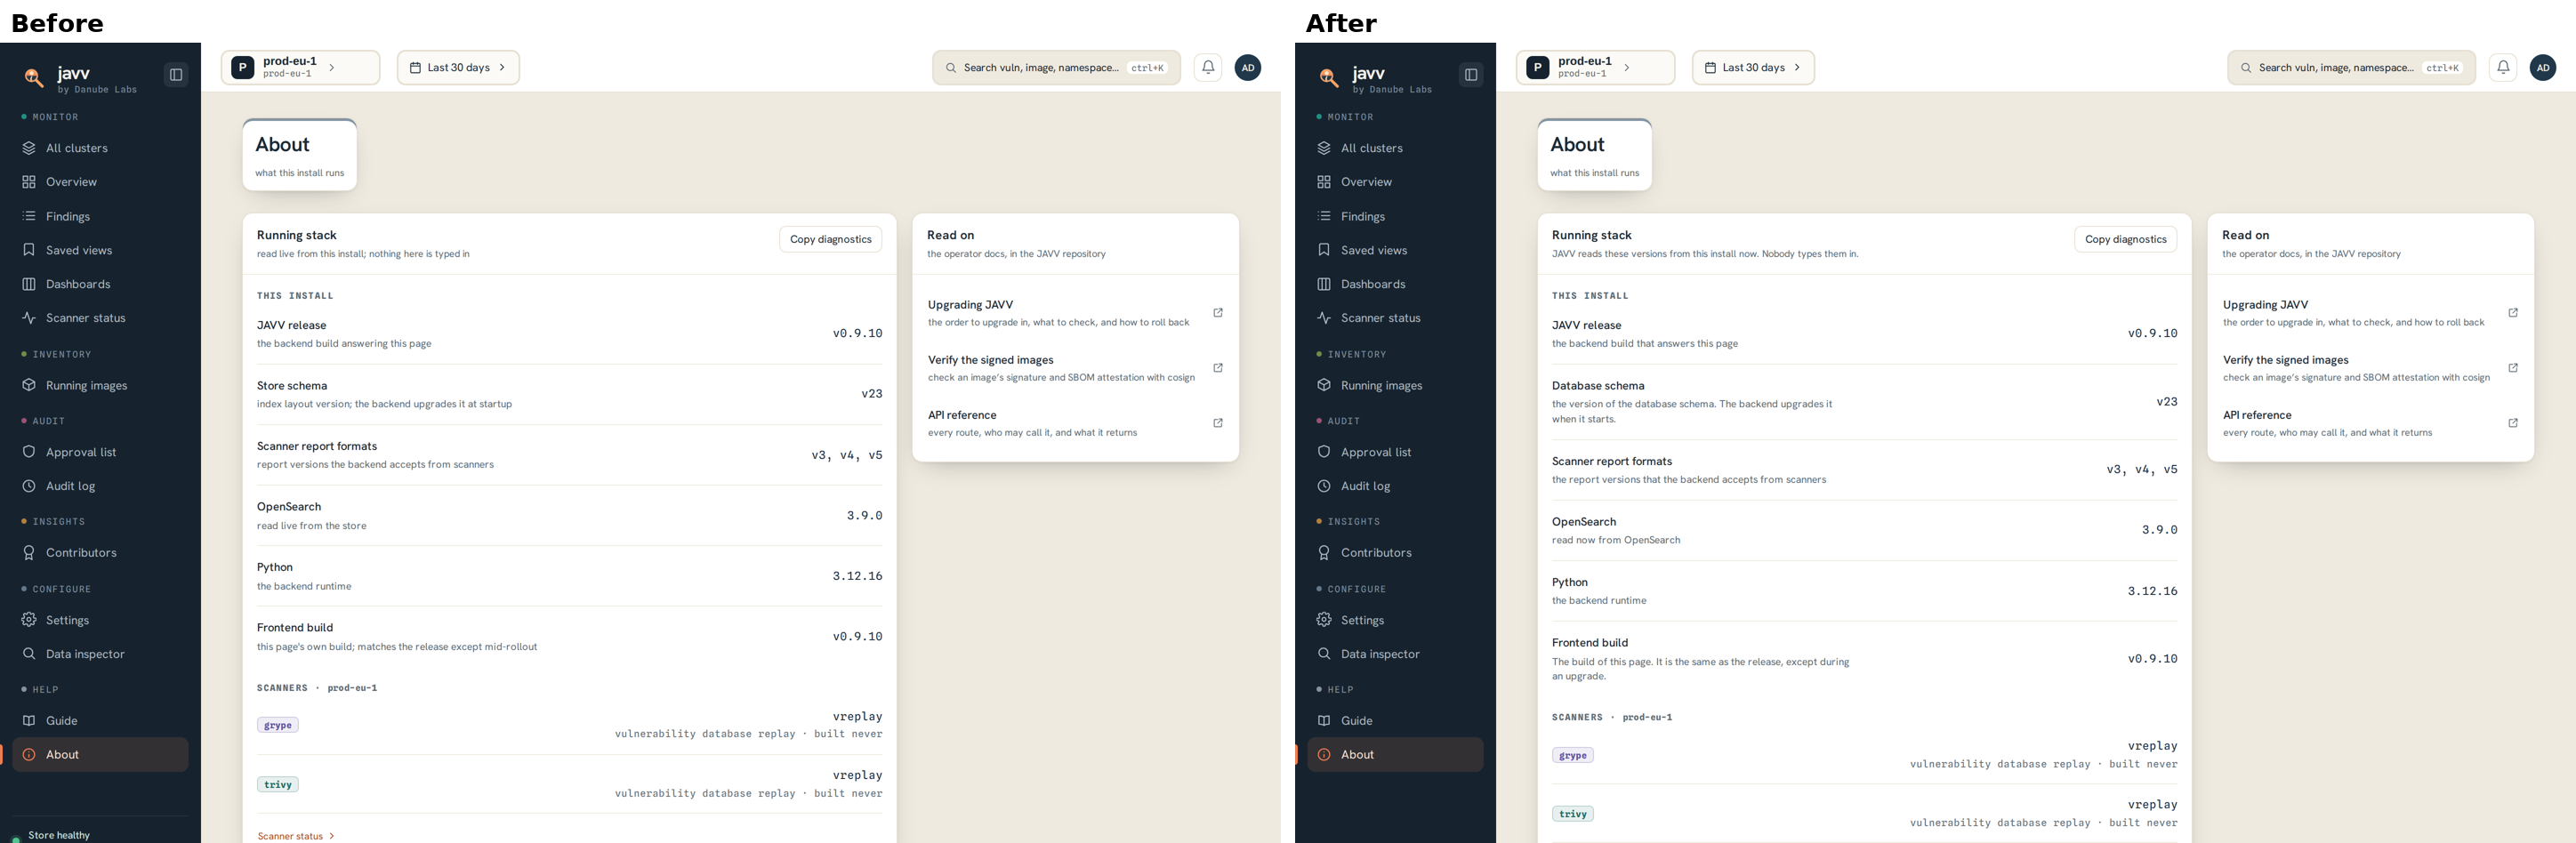 Before
javv
by Danube Labs
MONITOR
All clusters
Overview
Findings
Saved views
Dashboards
Scanner status
INVENTORY
Running images
AUDIT
Approval list
Audit log
INSIGHTS
Contributors
CONFIGURE
Settings
Data inspector
HELP
Guide
About
Store healthy
P
prod-eu-1
prod-eu-1
Last 30 days
Search vuln, image, namespace... ctrl+K
AD
About
what this install runs
Running stack
read live from this install; nothing here is typed in
Copy diagnostics
THIS INSTALL
JAVV release
the backend build answering this page
v0.9.10
Store schema
index layout version; the backend upgrades it at startup
v23
Scanner report formats
report versions the backend accepts from scanners
v3, v4, v5
OpenSearch
read live from the store
3.9.0
Python
the backend runtime
3.12.16
Frontend build
this page's own build; matches the release except mid-rollout
v0.9.10
SCANNERS · prod-eu-1
grype
vreplay
vulnerability database replay · built never
trivy
vreplay
vulnerability database replay · built never
Scanner status
Read on
the operator docs, in the JAVV repository
Upgrading JAVV
the order to upgrade in, what to check, and how to roll back
Verify the signed images
check an image's signature and SBOM attestation with cosign
API reference
every route, who may call it, and what it returns
After
javv
by Danube Labs
MONITOR
All clusters
Overview
Findings
Saved views
Dashboards
Scanner status
INVENTORY
Running images
AUDIT
Approval list
Audit log
INSIGHTS
Contributors
CONFIGURE
Settings
Data inspector
HELP
Guide
About
P
prod-eu-1
prod-eu-1
Last 30 days
Search vuln, image, namespace... ctrl+K
AD
About
what this install runs
Running stack
JAVV reads these versions from this install now. Nobody types them in.
Copy diagnostics
THIS INSTALL
JAVV release
the backend build that answers this page
v0.9.10
Database schema
the version of the database schema. The backend upgrades it
when it starts.
v23
Scanner report formats
the report versions that the backend accepts from scanners
v3, v4, v5
OpenSearch
read now from OpenSearch
3.9.0
Python
the backend runtime
3.12.16
Frontend build
The build of this page. It is the same as the release, except during
an upgrade.
v0.9.10
SCANNERS · prod-eu-1
grype
vreplay
vulnerability database replay · built never
trivy
vreplay
vulnerability database replay · built never
Read on
the operator docs, in the JAVV repository
Upgrading JAVV
the order to upgrade in, what to check, and how to roll back
Verify the signed images
check an image's signature and SBOM attestation with cosign
API reference
every route, who may call it, and what it returns